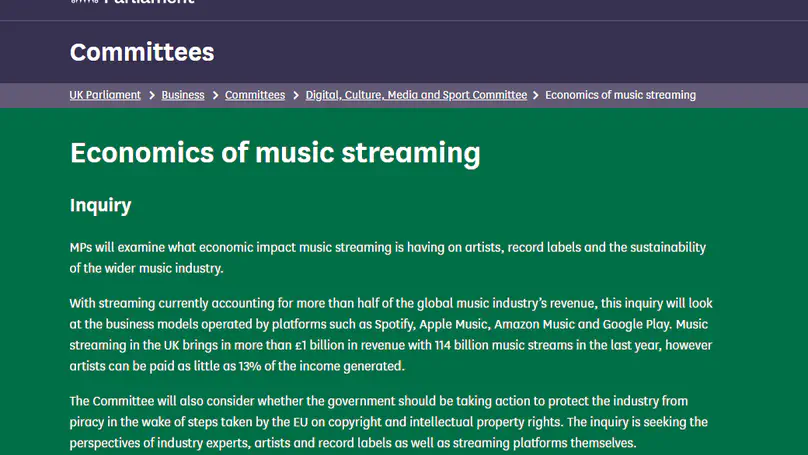 Parliament
Committees
UK Parliament > Business > Committees > Digital, Culture, Media and Sport Committee > Economics of music streaming
Economics of music streaming
Inquiry
MPs will examine what economic impact music streaming is having on artists, record labels and the sustainability
of the wider music industry.
With streaming currently accounting for more than half of the global music industry's revenue, this inquiry will look
at the business models operated by platforms such as Spotify, Apple Music, Amazon Music and Google Play. Music
streaming in the UK brings in more than £1 billion in revenue with 114 billion music streams in the last year, however
artists can be paid as little as 13% of the income generated.
The Committee will also consider whether the government should be taking action to protect the industry from
piracy in the wake of steps taken by the EU on copyright and intellectual property rights. The inquiry is seeking the
perspectives of industry experts, artists and record labels as well as streaming platforms themselves.